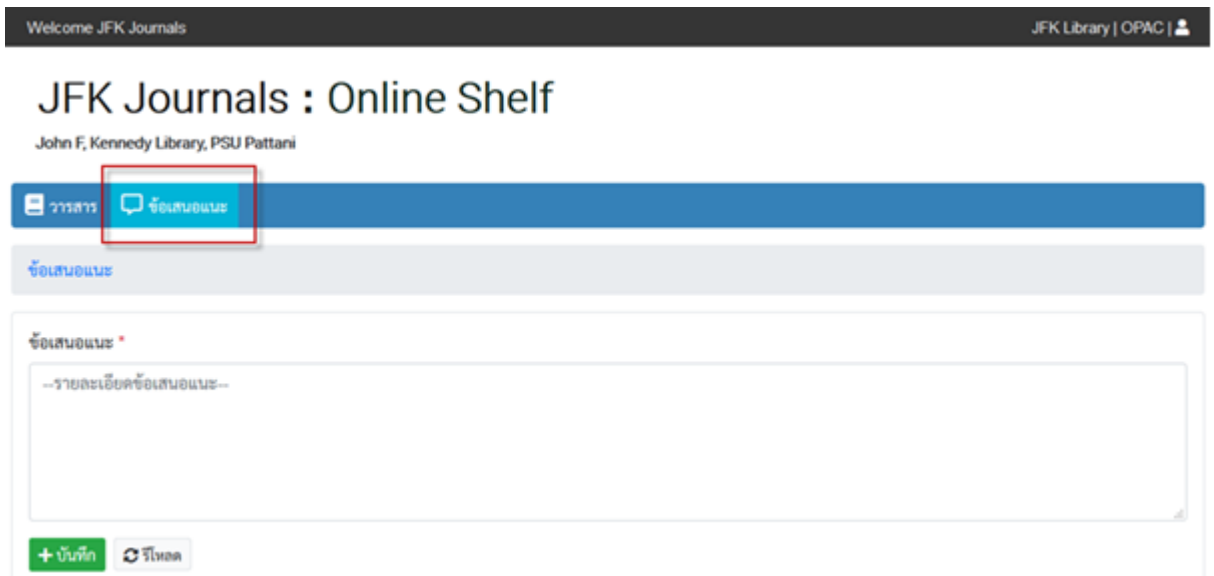 Welcome JFK Journals JFK Library | OPAC |
JFK Journals : Online Shelf
John F, Kennedy Library, PSU Pattani
วารสาร ข้อเสนอแนะ
ข้อเสนอแนะ
ข้อเสนอแนะ *
--รายละเอียดข้อเสนอแนะ--
+ บันทึก รีโหลด